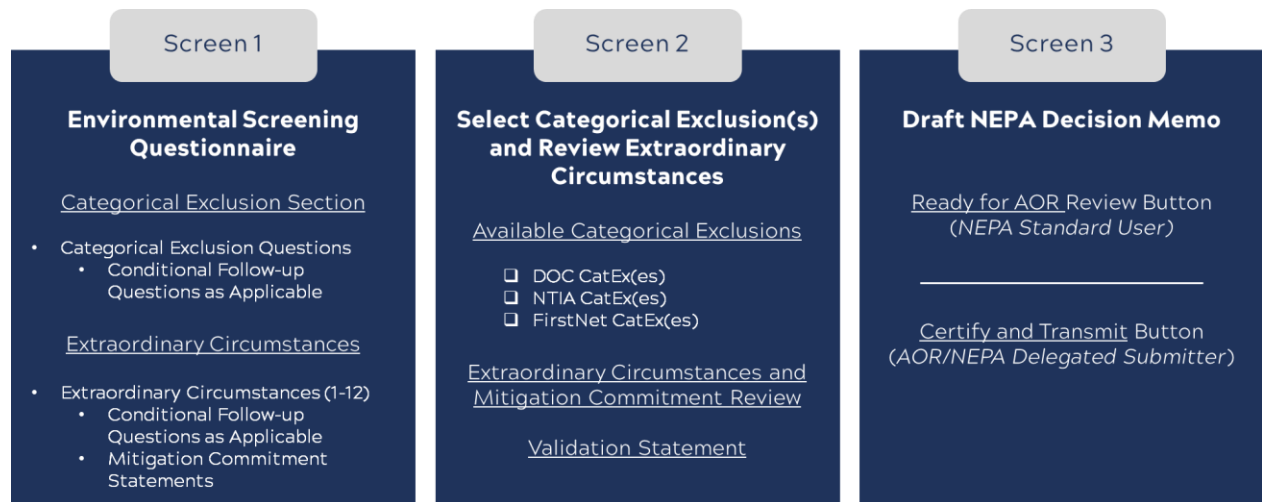 Screen 1
Environmental Screening
Questionnaire
Categorical Exclusion Section
• Categorical Exclusion Questions
• Conditional Follow-up
Questions as Applicable
Extraordinary Circumstances
• Extraordinary Circumstances (1-12)
• Conditional Follow-up
Questions as Applicable
• Mitigation Commitment
Statements
Screen 2
Select Categorical Exclusion(s)
and Review Extraordinary
Circumstances
Available Categorical Exclusions
❑ DOC CatEx(es)
❑ NTIA CatEx(es)
❑ FirstNet CatEx(es)
Extraordinary Circumstances and
Mitigation Commitment Review
Validation Statement
Screen 3
Draft NEPA Decision Memo
Ready for AOR Review Button
(NEPA Standard User)
Certify and Transmit Button
(AOR/NEPA Delegated Submitter)